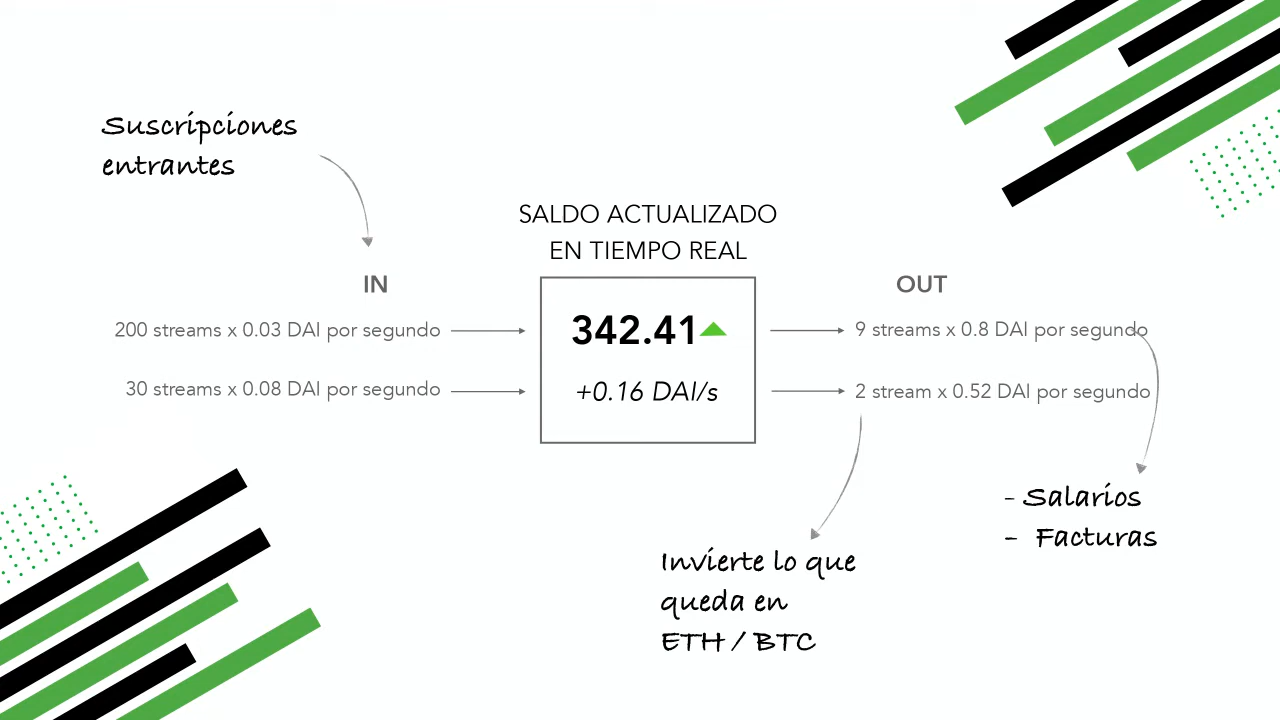 Suscripciones
entrantes
SALDO ACTUALIZADO
EN TIEMPO REAL
IN
OUT
200 streams x 0.03 DAI por segundo
342.41
9 streams x 0.8 DAI por segundo
30 streams x 0.08 DAI por segundo
+0.16 DAI/s
2 stream x 0.52 DAI por segundo
- Salarios
- Facturas
Invierte lo que
queda en
ETH / BTC